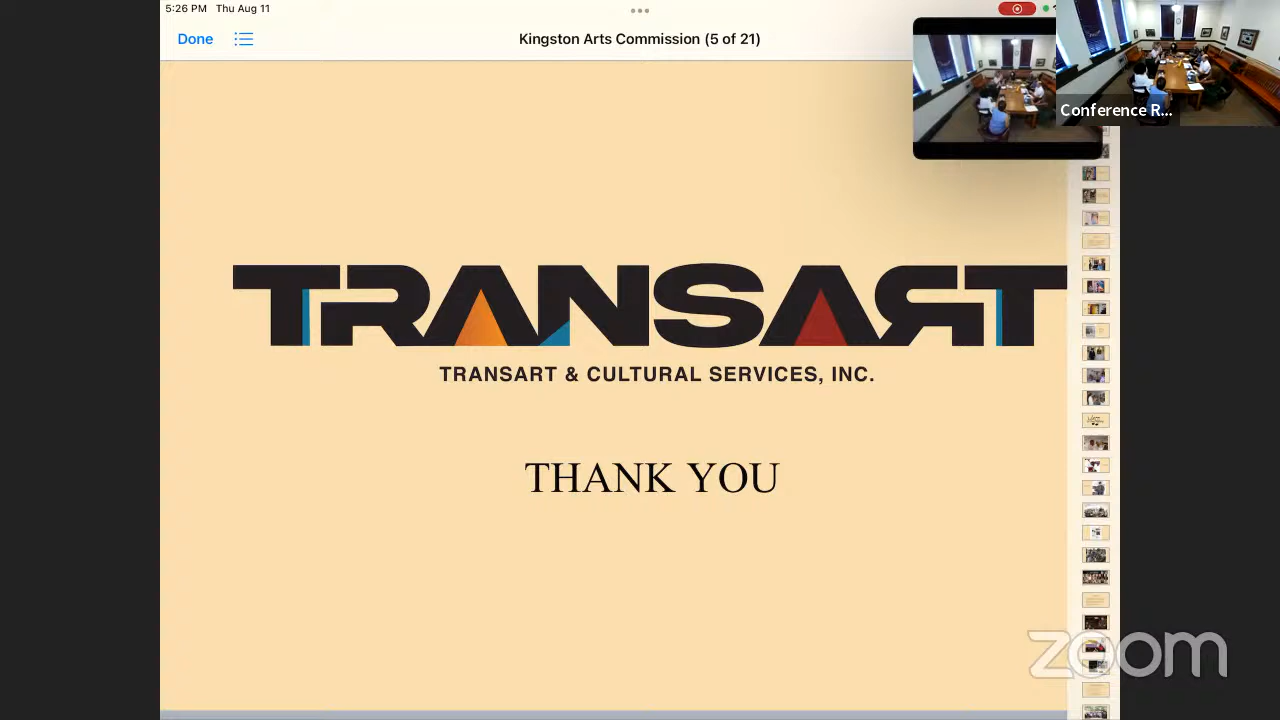 5:26 PM Thu Aug 11
Done
Kingston Arts Commission (5 of 21)
Conference R...
TRANSART
TRANSART & CULTURAL SERVICES, INC.
THANK YOU
zoom